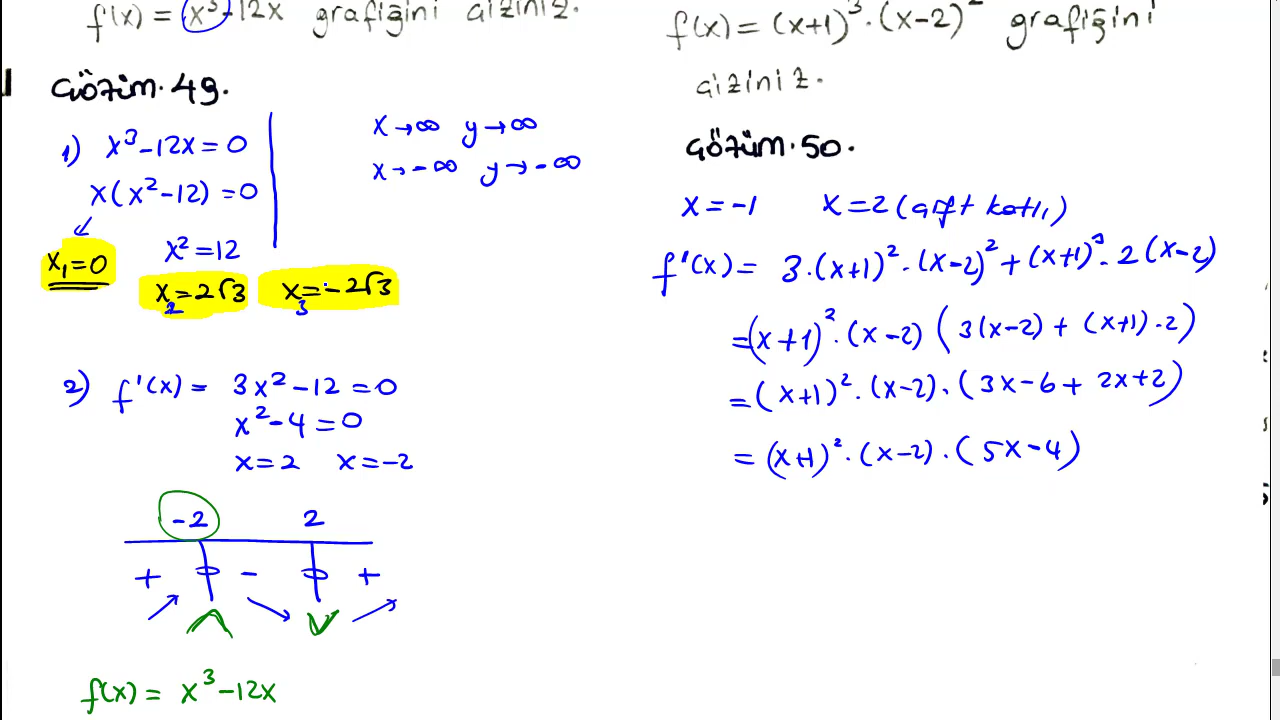 f(x) = x³-12x grafiğini çiziniz.
Çözüm.49.
1) x³-12x=0
x(x²-12)=0
x₁=0
x²=12
x₂=2√3 x₃=-2√3
x→∞ y→∞
x→-∞ y→-∞
2) f'(x) = 3x²-12=0
x²-4=0
x=2 x=-2
-2 2
+ - +
f(x) = x³-12x
f(x) = (x+1)³·(x-2)² grafiğini
çiziniz.
Çözüm.50.
x=-1 x=2 (çift katlı)
f'(x) = 3·(x+1)²·(x-2)²+(x+1)³·2(x-2)
=(x+1)²·(x-2)(3(x-2)+(x+1)·2)
=(x+1)²·(x-2)·(3x-6+2x+2)
=(x+1)²·(x-2)·(5x-4)